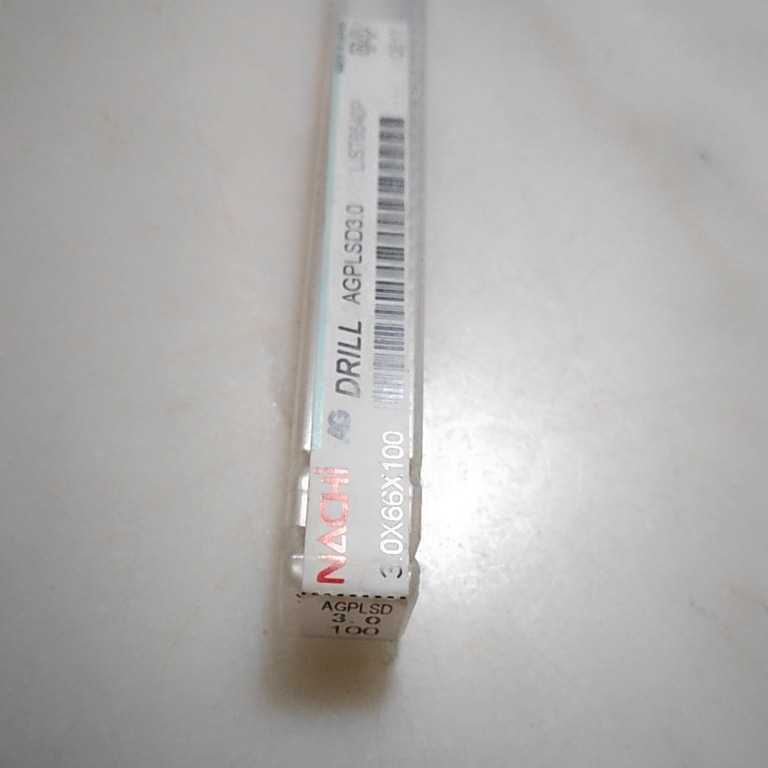 NACHI AG DRILL AGPLSD3.0
3.0X66X100
AGPLSD
3.0
100